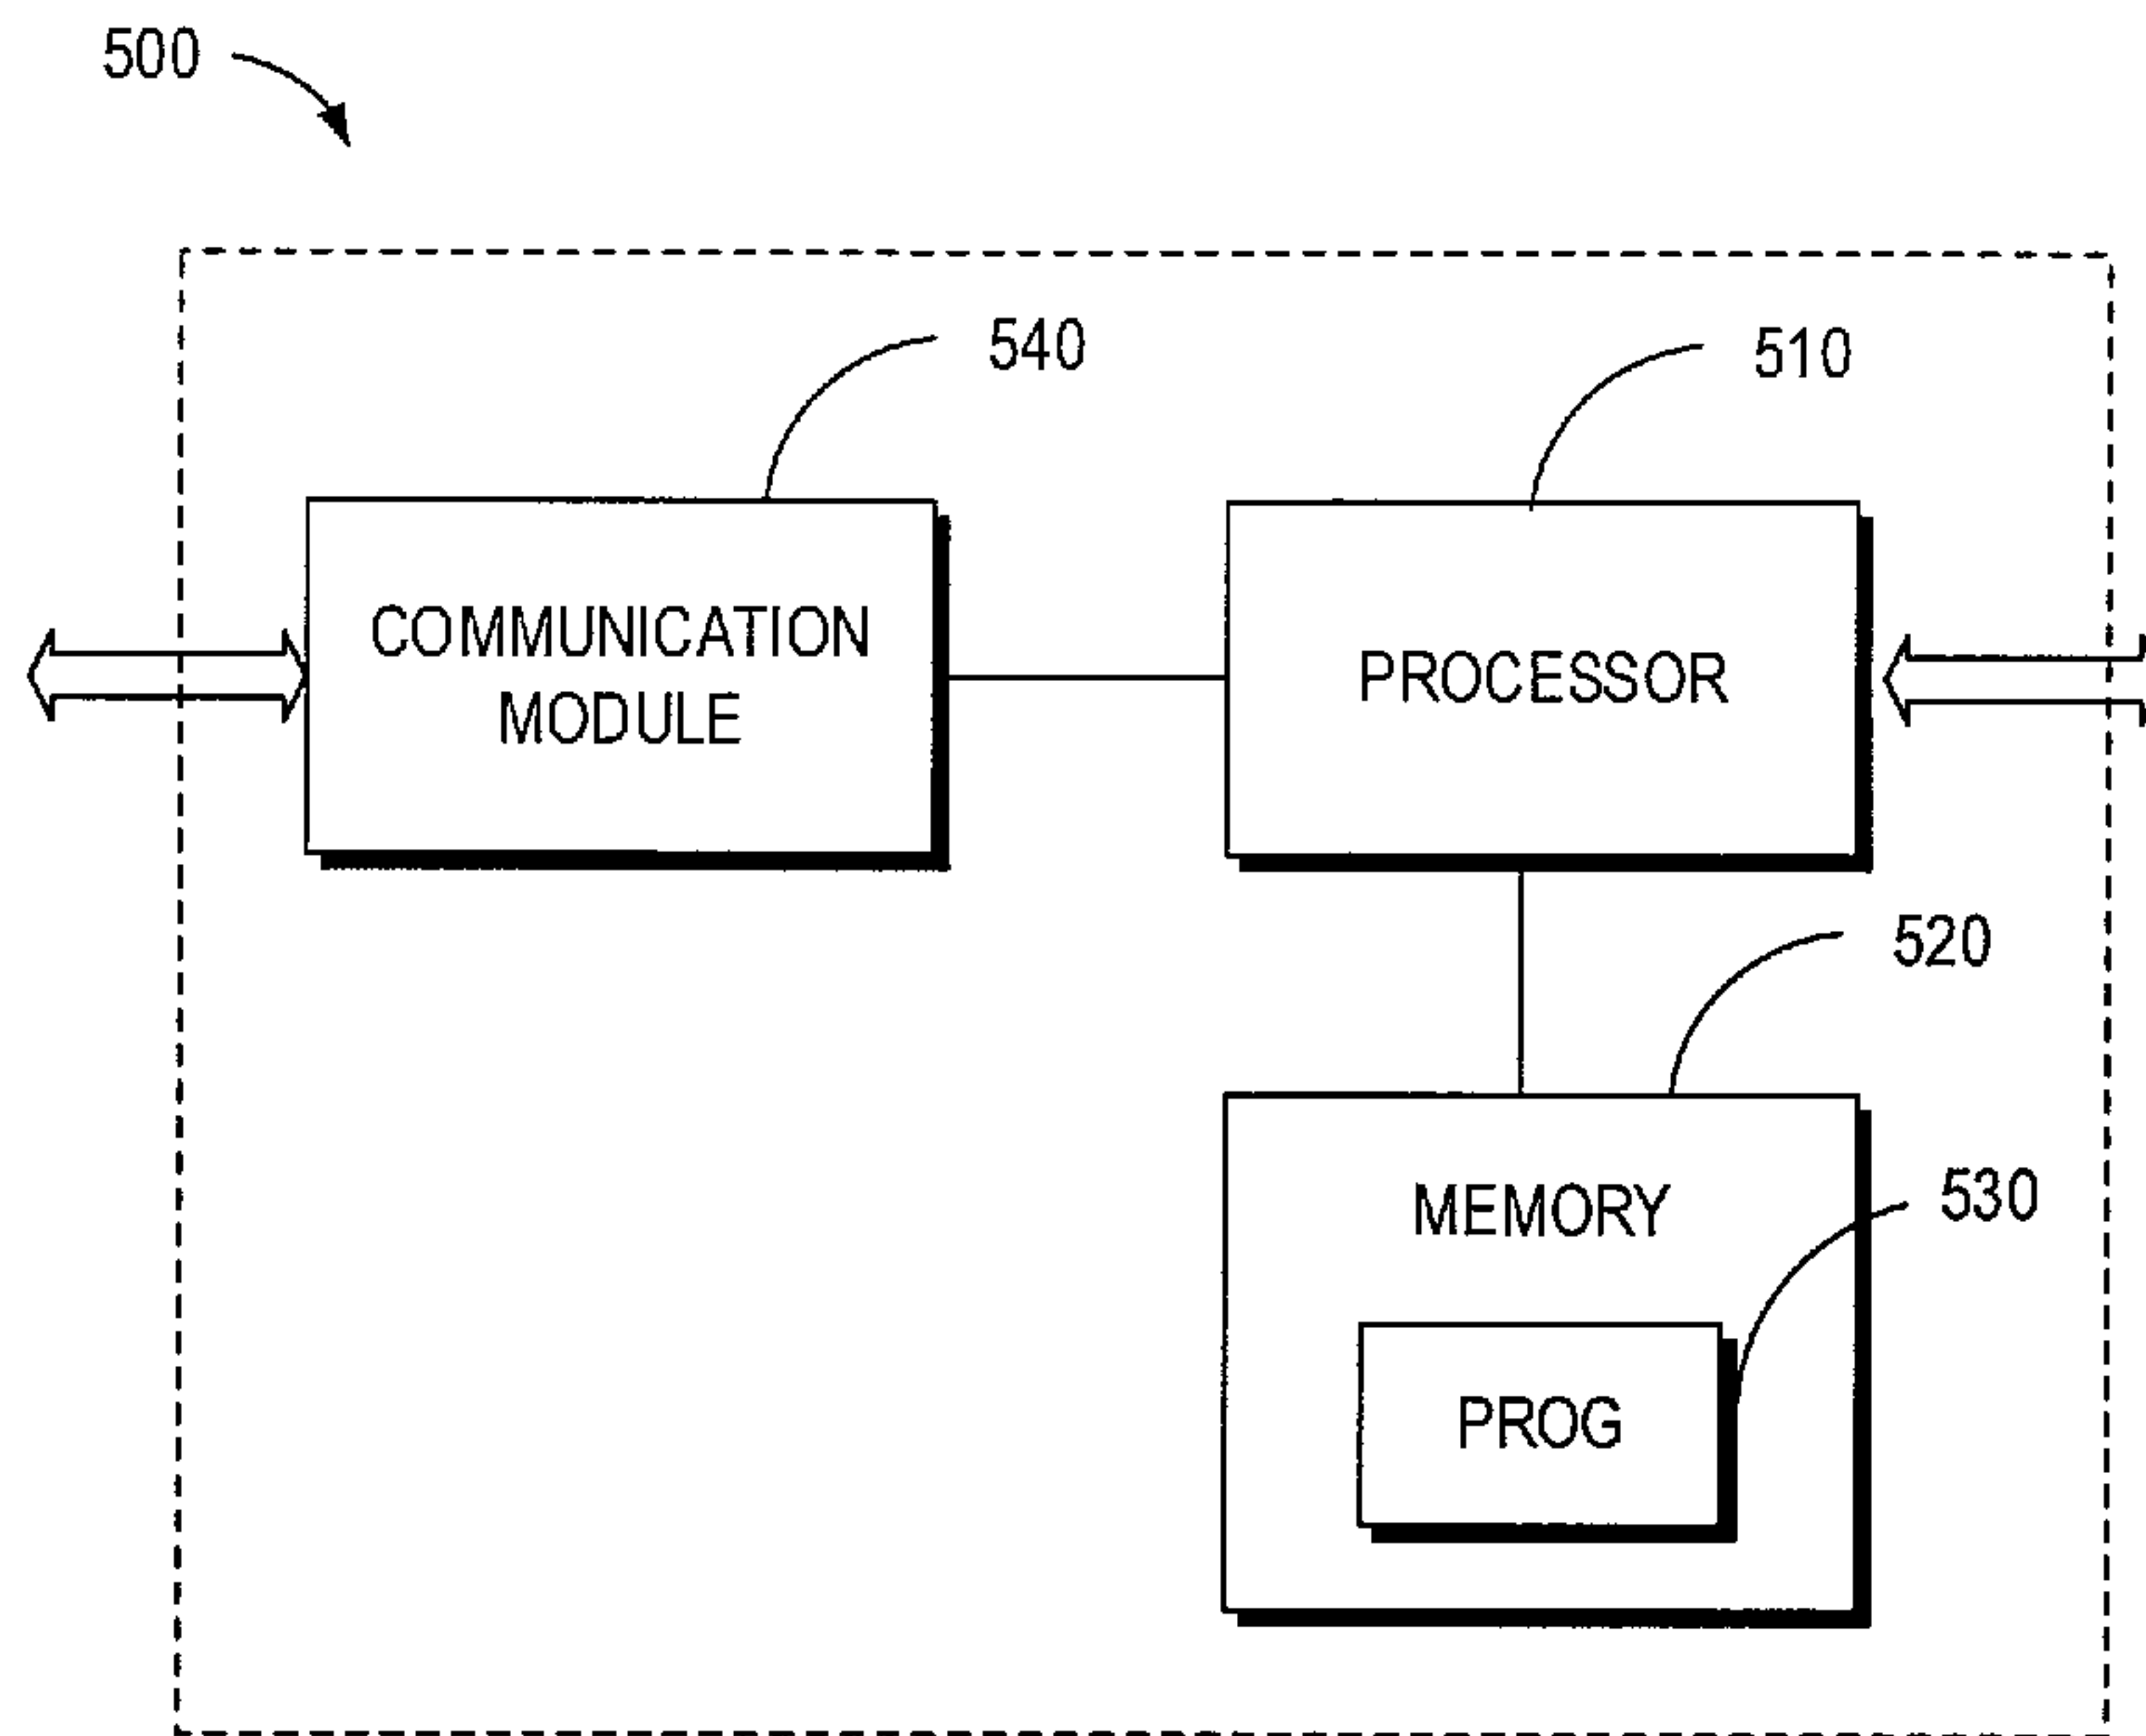 500
540
510
COMMUNICATION
MODULE
PROCESSOR
520
MEMORY
530
PROG